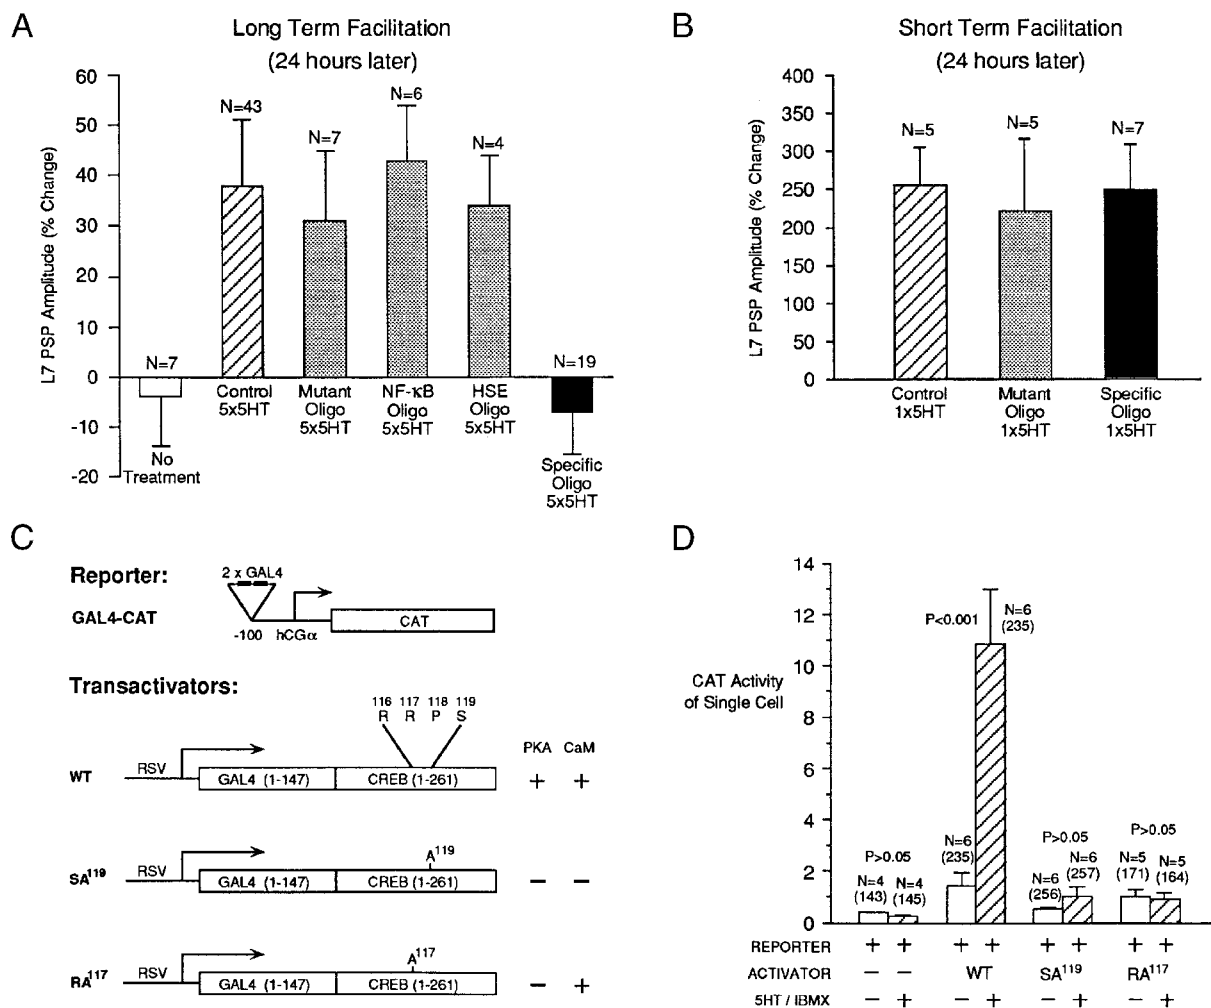 A
Long Term Facilitation
(24 hours later)
L7 PSP Amplitude (% Change)
60
50
40
30
20
10
0
-10
-20
N=7
N=43
N=7
N=6
N=4
N=19
No
Treatment
Control
5x5HT
Mutant
Oligo
5x5HT
NF-κB
Oligo
5x5HT
HSE
Oligo
5x5HT
Specific
Oligo
5x5HT
B
Short Term Facilitation
(24 hours later)
L7 PSP Amplitude (% Change)
400
350
300
250
200
150
100
50
0
N=5
N=5
N=7
Control
1x5HT
Mutant
Oligo
1x5HT
Specific
Oligo
1x5HT
C
Reporter:
2 x GAL4
GAL4-CAT
-100 hCGα
CAT
Transactivators:
116 117 118 119
R R P S
PKA CaM
WT
RSV
GAL4 (1-147) CREB (1-261)
+ +
A119
SA119
RSV
GAL4 (1-147) CREB (1-261)
– –
A117
RA117
RSV
GAL4 (1-147) CREB (1-261)
– +
D
CAT Activity
of Single Cell
14
12
10
8
6
4
2
0
P>0.05
N=4
(143)
N=4
(145)
P<0.001
N=6
(235)
N=6
(235)
P>0.05
N=6
(256)
N=6
(257)
P>0.05
N=5
(171)
N=5
(164)
REPORTER + + + + + + + +
ACTIVATOR – – WT SA119 RA117
5HT / IBMX – + – + – + – +